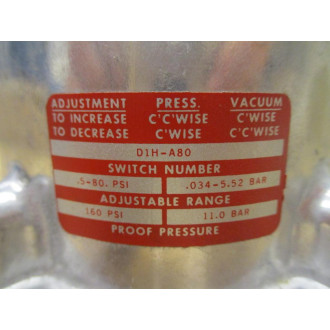 ADJUSTMENT PRESS. VACUUM
TO INCREASE C'C'WISE C'WISE
TO DECREASE C'WISE C'C'WISE
D1H-A80
SWITCH NUMBER
.5-80. PSI .034-5.52 BAR
ADJUSTABLE RANGE
160 PSI 11.0 BAR
PROOF PRESSURE